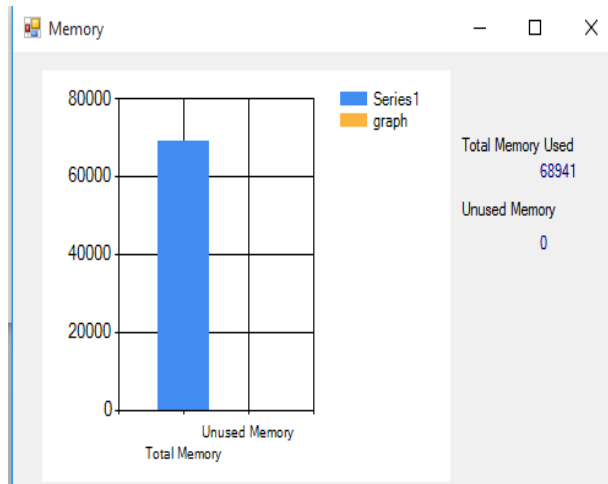 Memory
80000
60000
40000
20000
0
Unused Memory
Total Memory
Series1
graph
Total Memory Used
68941
Unused Memory
0